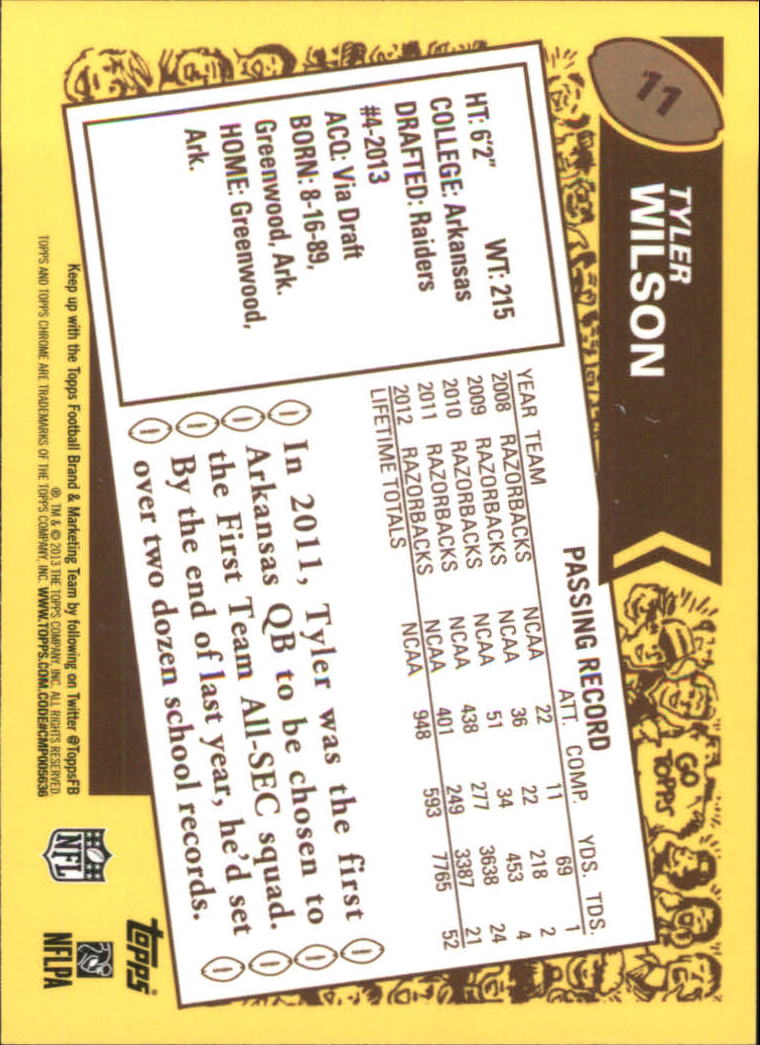 11
TYLER
WILSON
GO
TOPPS
HT: 6'2" WT: 215
COLLEGE: Arkansas
DRAFTED: Raiders
#4-2013
ACQ: Via Draft
BORN: 8-16-89,
Greenwood, Ark.
HOME: Greenwood,
Ark.
PASSING RECORD
YEAR TEAM ATT. COMP. YDS. TDS.
2008 RAZORBACKS NCAA 22 11 69 1
2009 RAZORBACKS NCAA 36 22 218 2
2010 RAZORBACKS NCAA 51 34 453 4
2011 RAZORBACKS NCAA 438 277 3638 24
2012 RAZORBACKS NCAA 401 249 3387 21
LIFETIME TOTALS 948 593 7765 52
In 2011, Tyler was the first
Arkansas QB to be chosen to
the First Team All-SEC squad.
By the end of last year, he'd set
over two dozen school records.
Keep up with the Topps Football Brand & Marketing Team by following on Twitter @ToppsFB
®, TM & © 2013 THE TOPPS COMPANY, INC. ALL RIGHTS RESERVED.
TOPPS AND TOPPS CHROME ARE TRADEMARKS OF THE TOPPS COMPANY, INC. WWW.TOPPS.COM. CODE#CMP005636
NFL
topps®
NFLPA